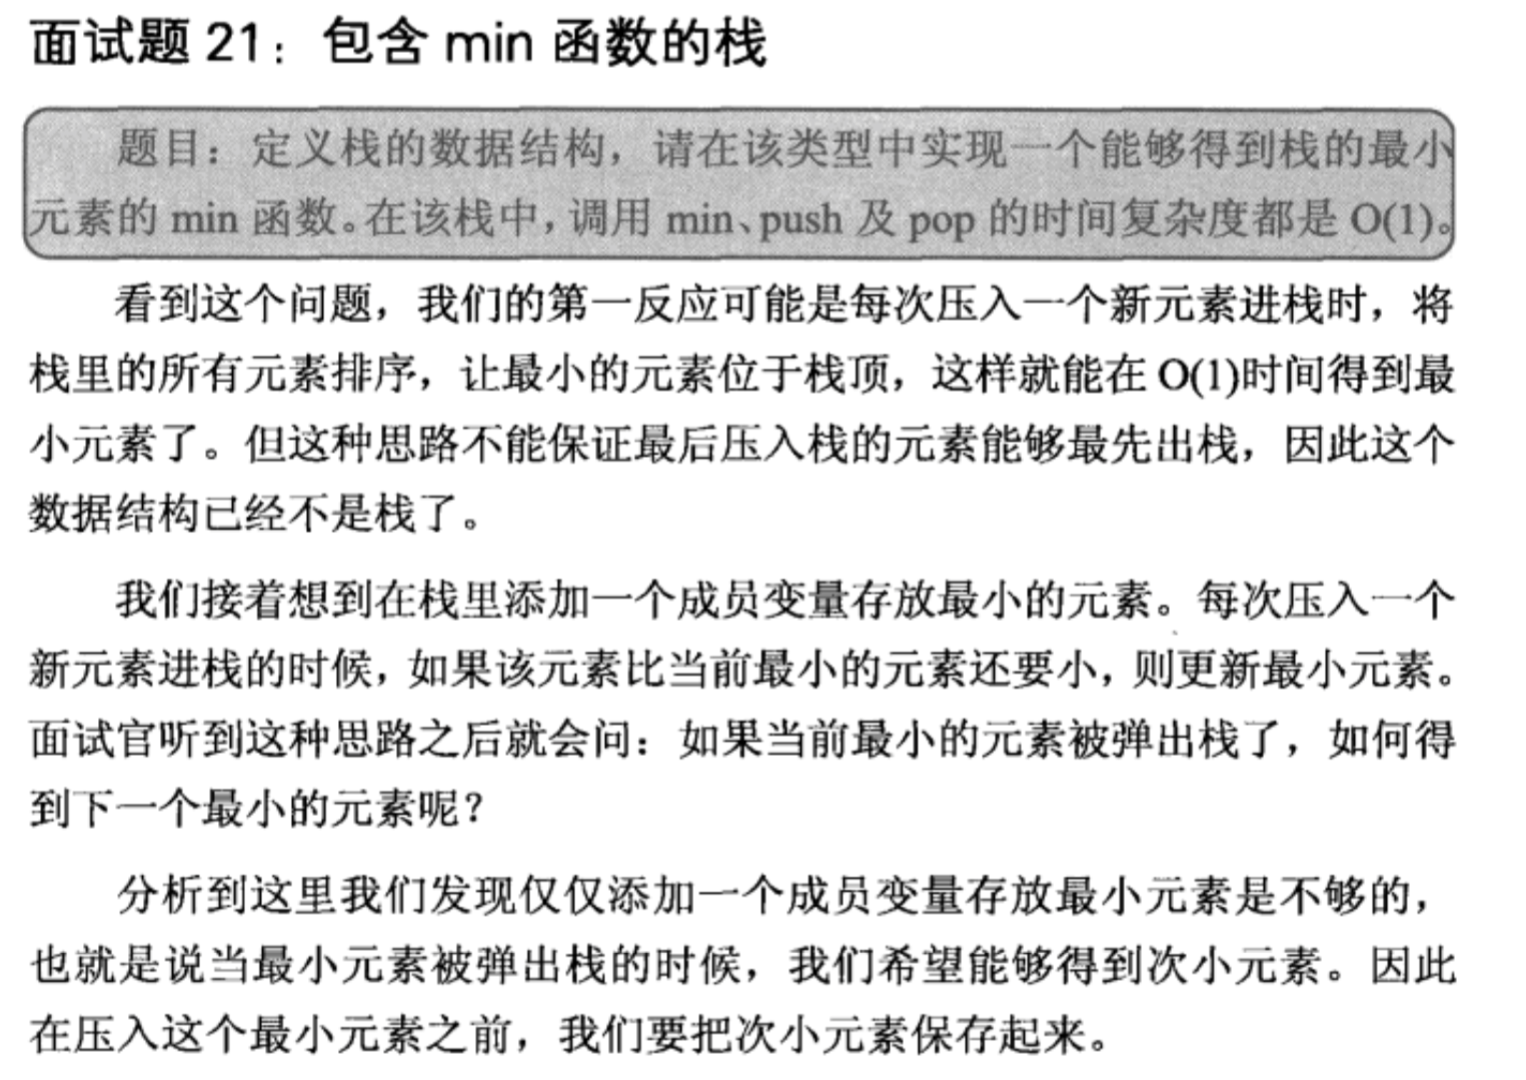 面试题 21：包含 min 函数的栈
题目：定义栈的数据结构，请在该类型中实现一个能够得到栈的最小
元素的 min 函数。在该栈中，调用 min、push 及 pop 的时间复杂度都是 O(1)。
看到这个问题，我们的第一反应可能是每次压入一个新元素进栈时，将
栈里的所有元素排序，让最小的元素位于栈顶，这样就能在 O(1)时间得到最
小元素了。但这种思路不能保证最后压入栈的元素能够最先出栈，因此这个
数据结构已经不是栈了。
我们接着想到在栈里添加一个成员变量存放最小的元素。每次压入一个
新元素进栈的时候，如果该元素比当前最小的元素还要小，则更新最小元素。
面试官听到这种思路之后就会问：如果当前最小的元素被弹出栈了，如何得
到下一个最小的元素呢？
分析到这里我们发现仅仅添加一个成员变量存放最小元素是不够的，
也就是说当最小元素被弹出栈的时候，我们希望能够得到次小元素。因此
在压入这个最小元素之前，我们要把次小元素保存起来。